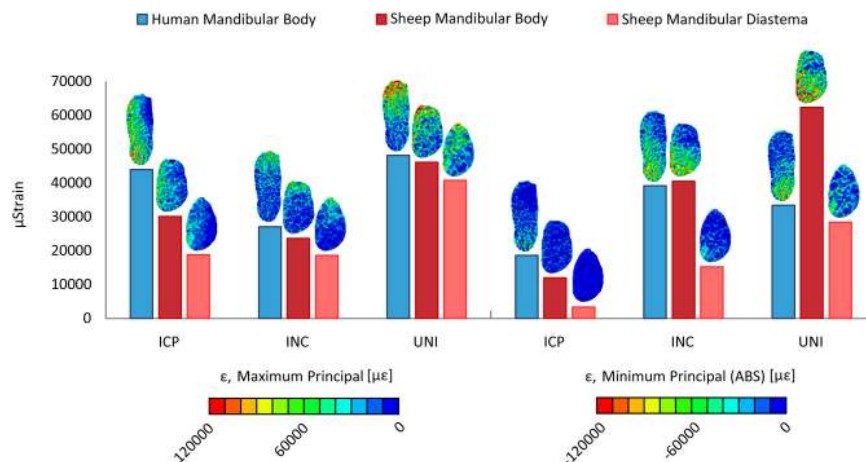 Human Mandibular Body Sheep Mandibular Body Sheep Mandibular Diastema
70000
60000
50000
40000
30000
20000
10000
0
µStrain
ICP INC UNI ICP INC UNI
ε, Maximum Principal [µε] ε, Minimum Principal (ABS) [µε]
120000 60000 0 -120000 -60000 0